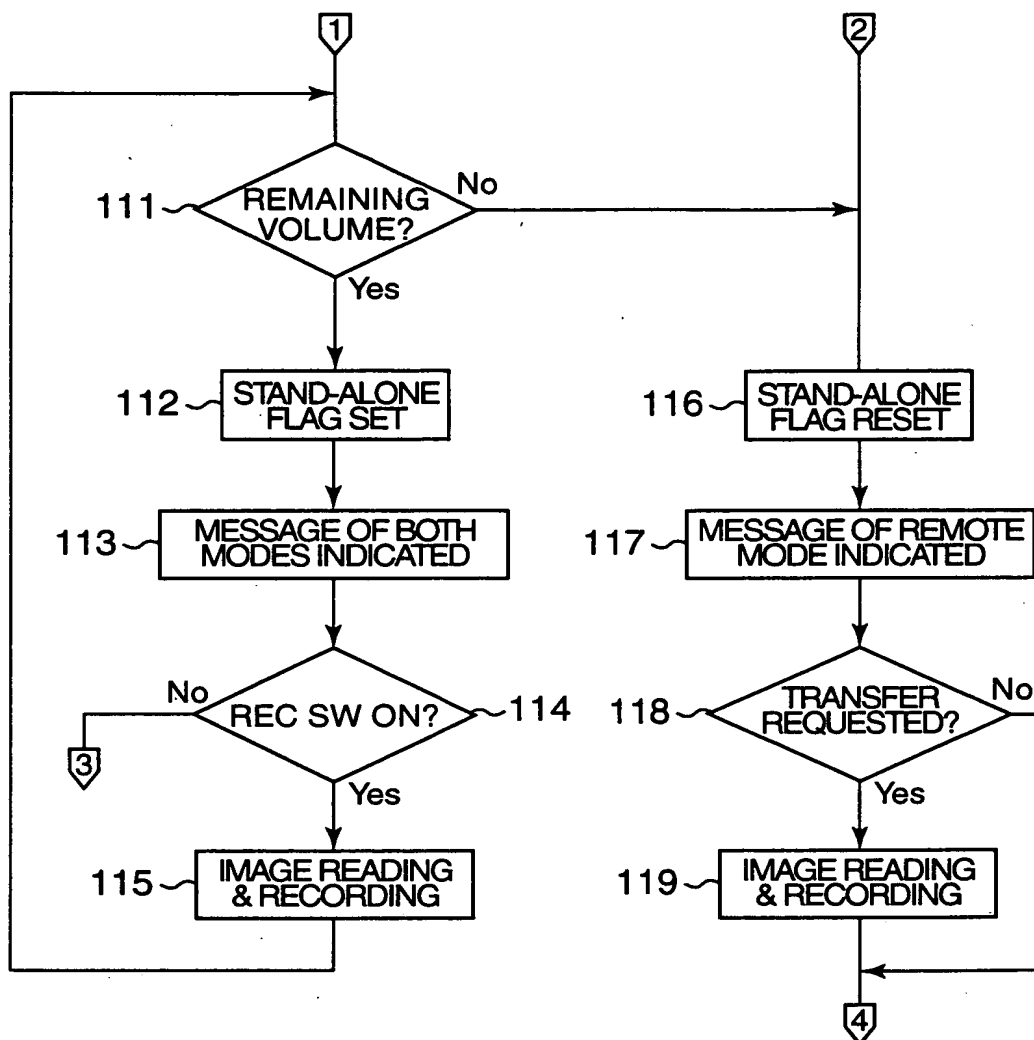 1
2
111
REMAINING
VOLUME?
No
Yes
112
STAND-ALONE
FLAG SET
116
STAND-ALONE
FLAG RESET
113
MESSAGE OF BOTH
MODES INDICATED
117
MESSAGE OF REMOTE
MODE INDICATED
No
REC SW ON?
114
3
Yes
118
TRANSFER
REQUESTED?
No
Yes
115
IMAGE READING
& RECORDING
119
IMAGE READING
& RECORDING
4